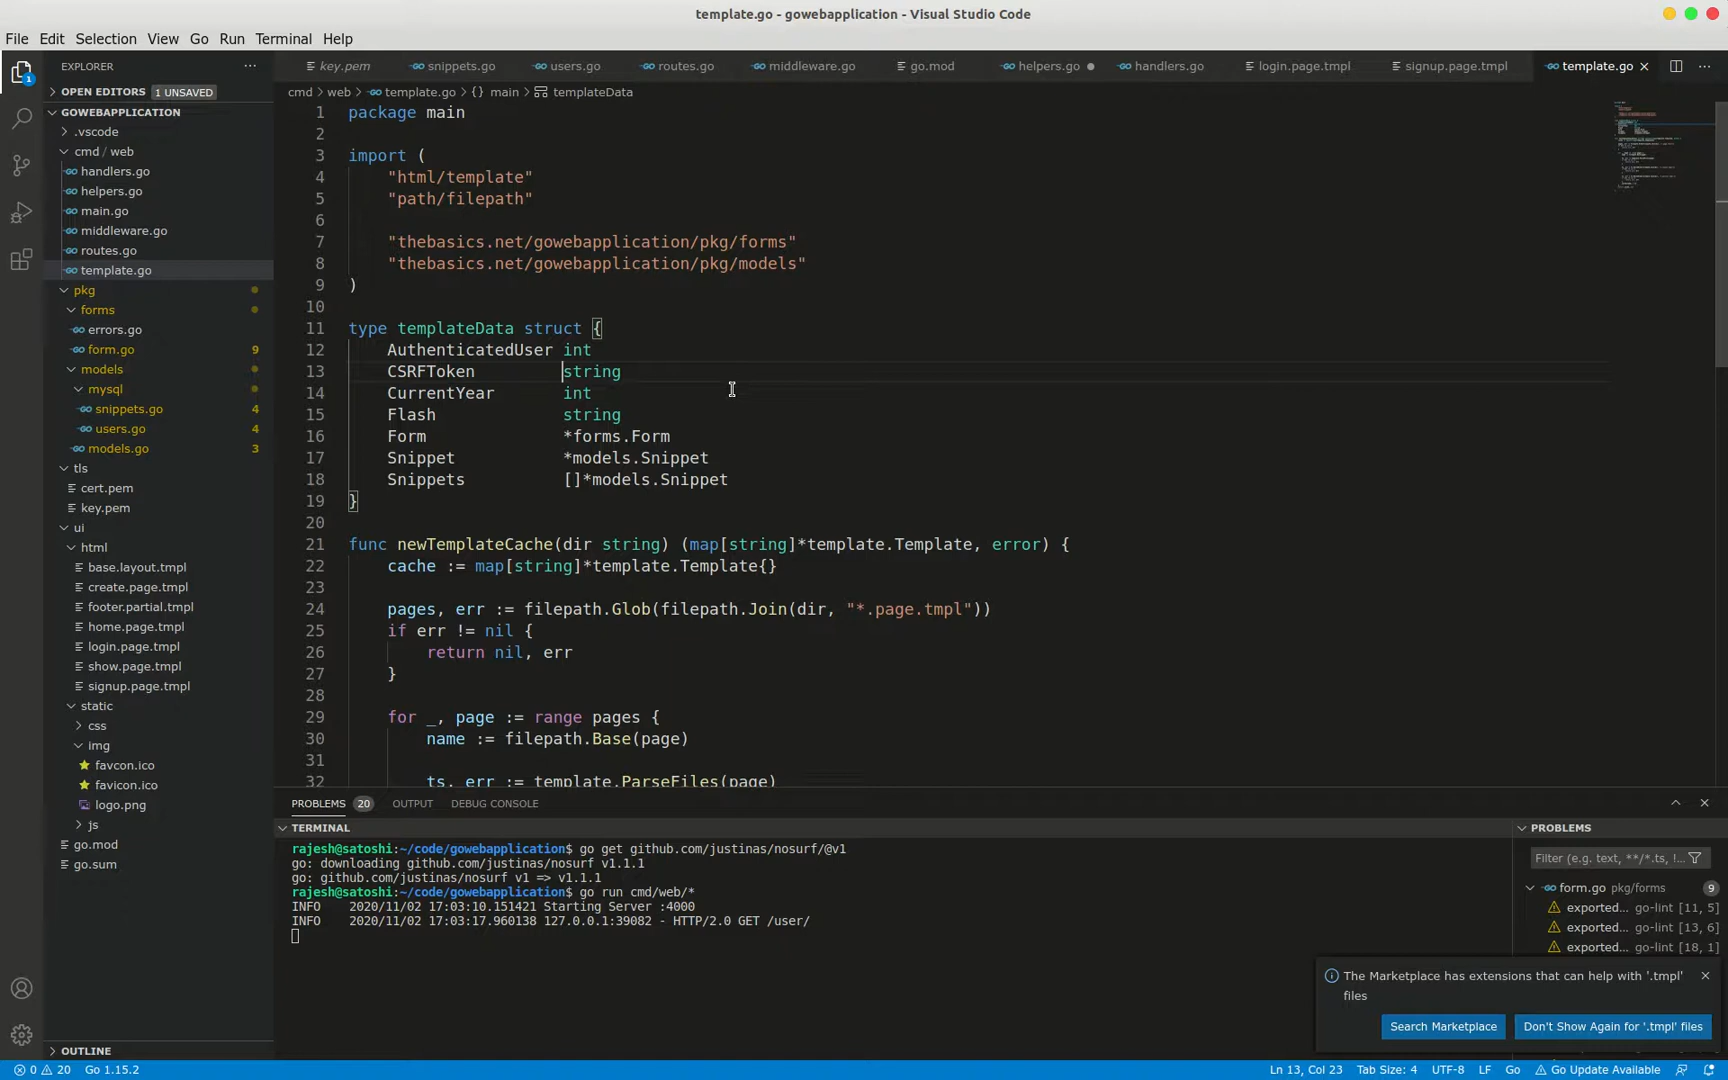 template.go - gowebapplication - Visual Studio Code
File Edit Selection View Go Run Terminal Help
EXPLORER
key.pem snippets.go users.go routes.go middleware.go go.mod helpers.go handlers.go login.page.tmpl signup.page.tmpl template.go
OPEN EDITORS 1 UNSAVED
cmd > web > template.go > {} main > templateData
GOWEBAPPLICATION
.vscode
cmd / web
handlers.go
helpers.go
main.go
middleware.go
routes.go
template.go
pkg
forms
errors.go
form.go 9
models
mysql
snippets.go 4
users.go 4
models.go 3
tls
cert.pem
key.pem
ui
html
base.layout.tmpl
create.page.tmpl
footer.partial.tmpl
home.page.tmpl
login.page.tmpl
show.page.tmpl
signup.page.tmpl
static
css
img
favcon.ico
favicon.ico
logo.png
js
go.mod
go.sum
OUTLINE
1 package main
2
3 import (
4 "html/template"
5 "path/filepath"
6
7 "thebasics.net/gowebapplication/pkg/forms"
8 "thebasics.net/gowebapplication/pkg/models"
9 )
10
11 type templateData struct {
12 AuthenticatedUser int
13 CSRFToken string
14 CurrentYear int
15 Flash string
16 Form *forms.Form
17 Snippet *models.Snippet
18 Snippets []*models.Snippet
19 }
20
21 func newTemplateCache(dir string) (map[string]*template.Template, error) {
22 cache := map[string]*template.Template{}
23
24 pages, err := filepath.Glob(filepath.Join(dir, "*.page.tmpl"))
25 if err != nil {
26 return nil, err
27 }
28
29 for _, page := range pages {
30 name := filepath.Base(page)
31
32 ts, err := template.ParseFiles(page)
PROBLEMS 20 OUTPUT DEBUG CONSOLE
TERMINAL
rajesh@satoshi:~/code/gowebapplication$ go get github.com/justinas/nosurf/@v1
go: downloading github.com/justinas/nosurf v1.1.1
go: github.com/justinas/nosurf v1 => v1.1.1
rajesh@satoshi:~/code/gowebapplication$ go run cmd/web/*
INFO 2020/11/02 17:03:10.151421 Starting Server :4000
INFO 2020/11/02 17:03:17.960138 127.0.0.1:39082 - HTTP/2.0 GET /user/
PROBLEMS
Filter (e.g. text, **/*.ts, !...
form.go pkg/forms 9
exported... go-lint [11, 5]
exported... go-lint [13, 6]
exported... go-lint [18, 1]
The Marketplace has extensions that can help with '.tmpl'
files
Search Marketplace Don't Show Again for '.tmpl' files
0 20 Go 1.15.2 Ln 13, Col 23 Tab Size: 4 UTF-8 LF Go Go Update Available